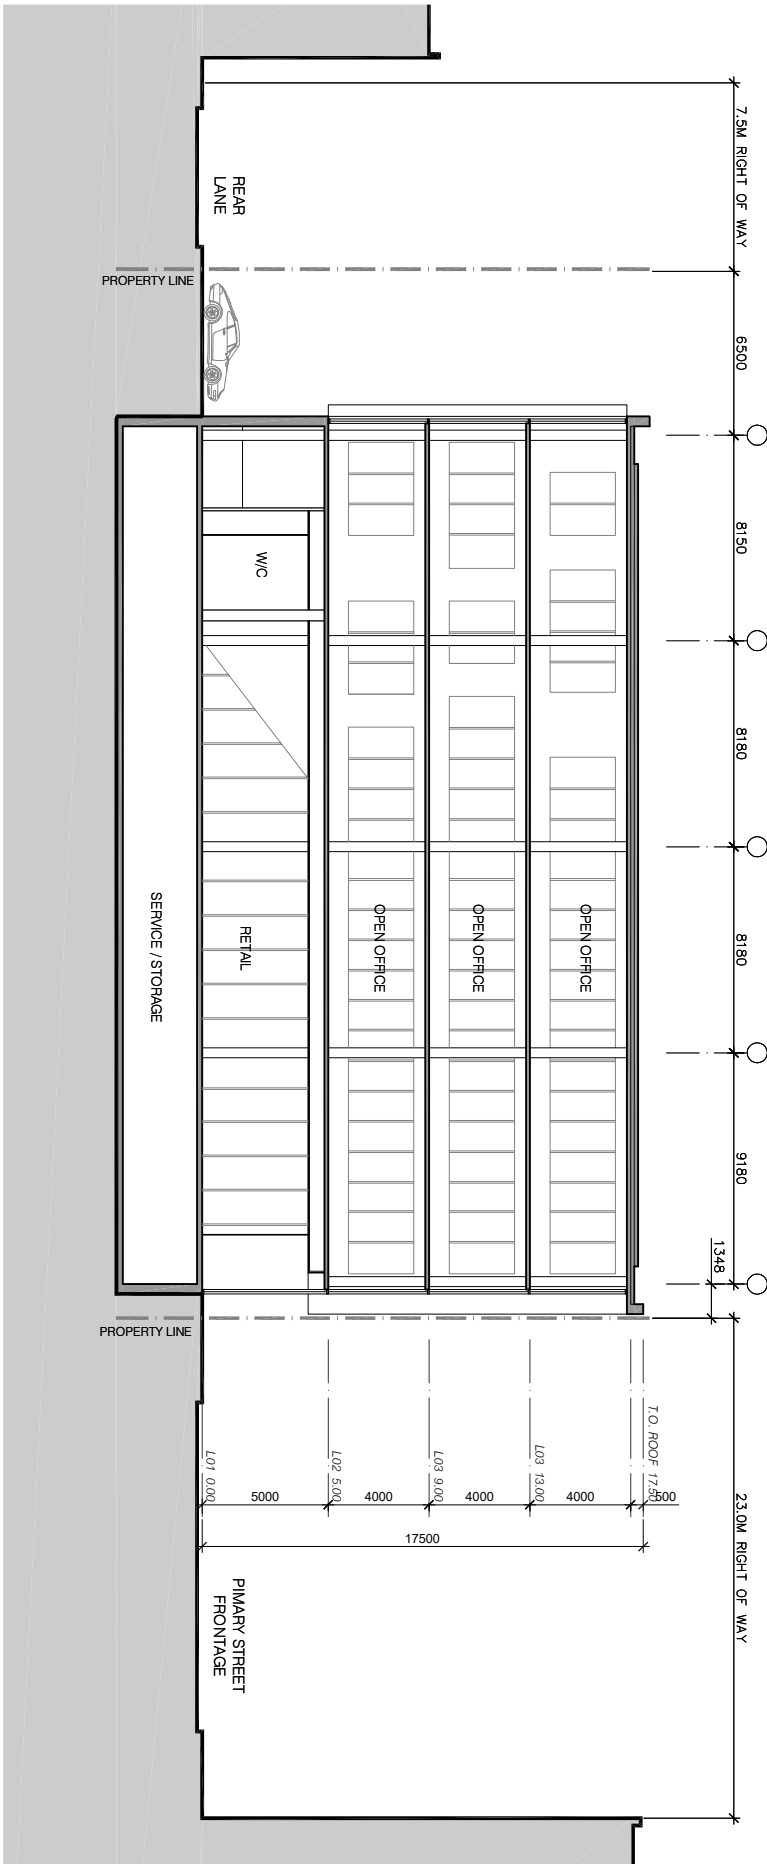 7.5M RIGHT OF WAY
6500
8150
8180
8180
9180
1348
23.0M RIGHT OF WAY
REAR
LANE
PROPERTY LINE
W/C
OPEN OFFICE
OPEN OFFICE
OPEN OFFICE
RETAIL
SERVICE / STORAGE
PROPERTY LINE
T.O. ROOF 17.50
L03 13.00
L03 9.00
L02 5.00
L01 0.00
5000
4000
4000
4000
500
17500
PIMARY STREET
FRONTAGE